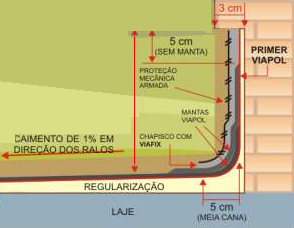 3 cm
5 cm
(SEM MANTA)
PRIMER
VIAPOL
PROTEÇÃO
MECÂNICA
ARMADA
MANTAS
VIAPOL
CAIMENTO DE 1% EM
DIREÇÃO DOS RALOS
CHAPISCO COM
VIAFIX
REGULARIZAÇÃO
5 cm
(MEIA CANA)
LAJE